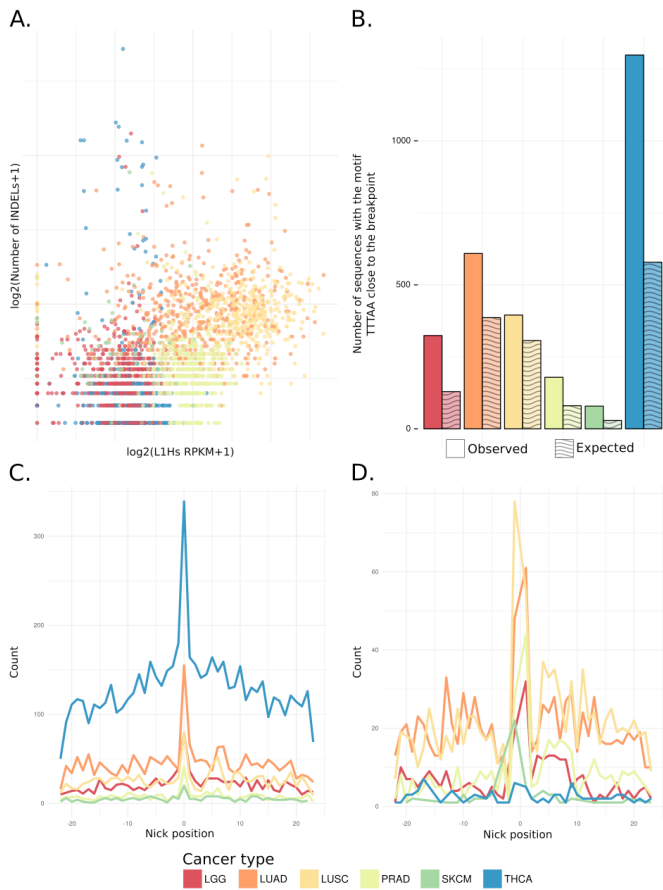 A.
log2(Number of INDELs+1)
log2(L1Hs RPKM+1)
B.
Number of sequences with the motif
TTTAA close to the breakpoint
1000
500
0
Observed
Expected
C.
Count
300
200
100
0
-20
-10
0
10
20
Nick position
D.
Count
80
60
40
20
0
-20
-10
0
10
20
Nick position
Cancer type
LGG LUAD LUSC PRAD SKCM THCA